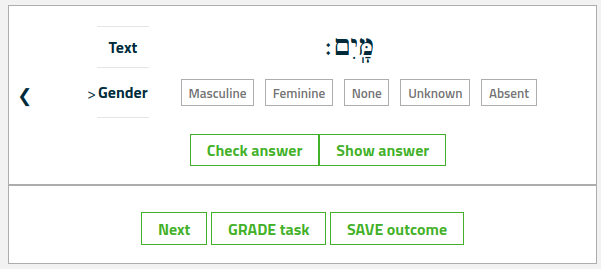 Text מָּֽיִם׃
❮ > Gender Masculine Feminine None Unknown Absent
Check answer Show answer
Next GRADE task SAVE outcome